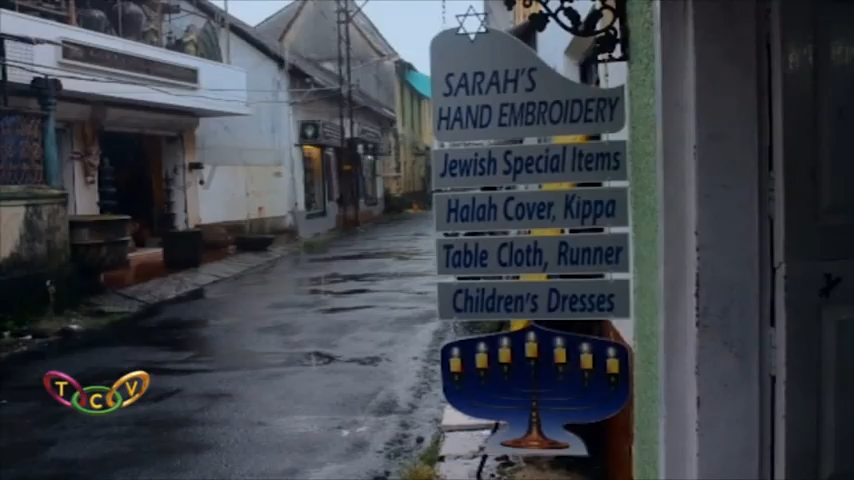 SARAH'S
HAND EMBROIDERY
Jewish Special Items
Halah Cover, Kippa
Table Cloth, Runner
Children's Dresses
TCV